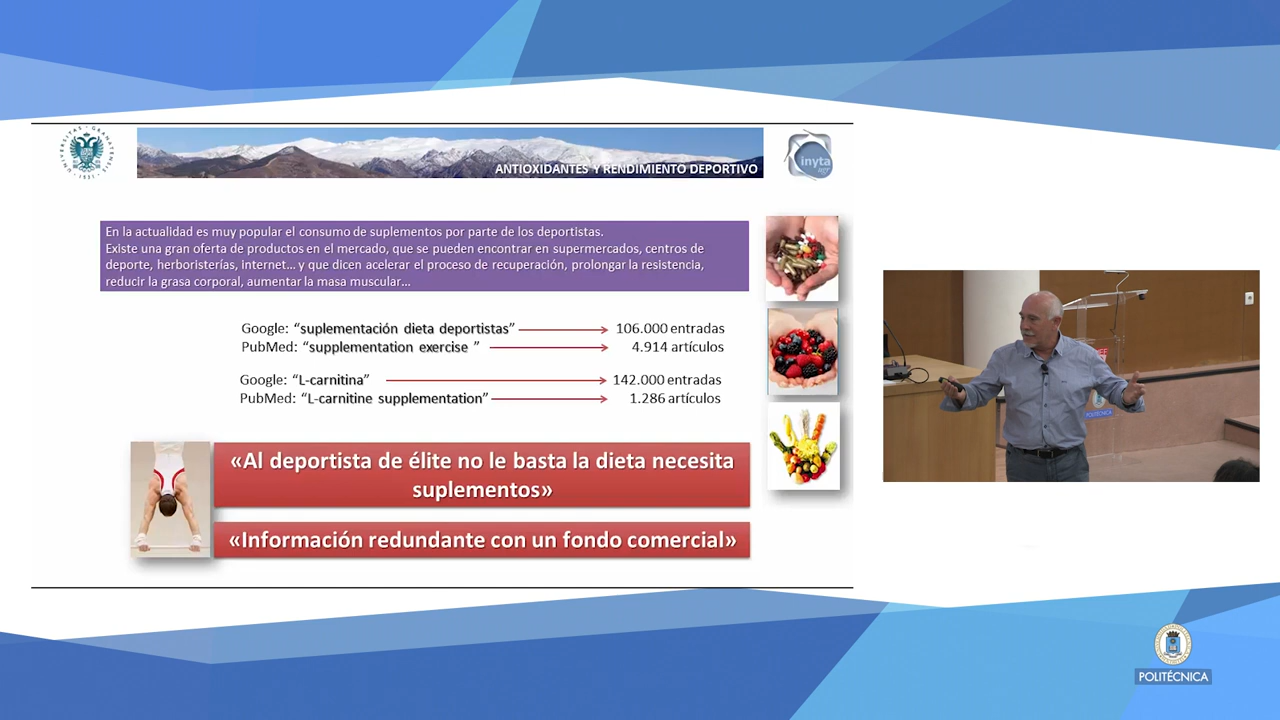 ANTIOXIDANTES Y RENDIMIENTO DEPORTIVO
inyta
ngr
En la actualidad es muy popular el consumo de suplementos por parte de los deportistas.
Existe una gran oferta de productos en el mercado, que se pueden encontrar en supermercados, centros de
deporte, herboristerías, internet… y que dicen acelerar el proceso de recuperación, prolongar la resistencia,
reducir la grasa corporal, aumentar la masa muscular…
Google: “suplementación dieta deportistas” 106.000 entradas
PubMed: “supplementation exercise ” 4.914 artículos
Google: “L-carnitina” 142.000 entradas
PubMed: “L-carnitine supplementation” 1.286 artículos
«Al deportista de élite no le basta la dieta necesita
suplementos»
«Información redundante con un fondo comercial»
POLITÉCNICA
POLITÉCNICA